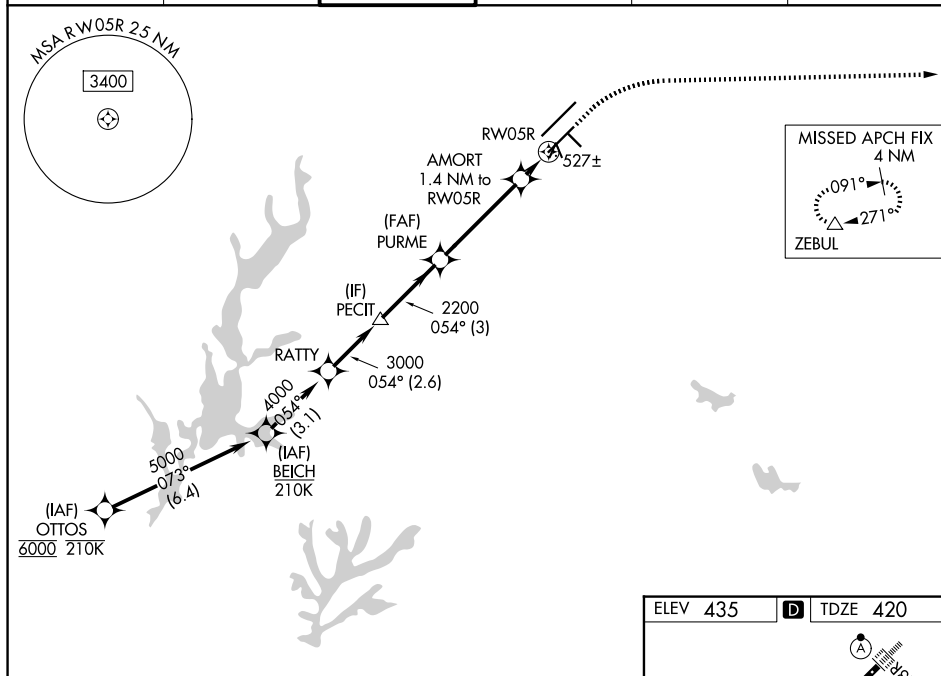 MSA RW05R 25 NM
3400
RW05R
527±
AMORT
1.4 NM to
RW05R
MISSED APCH FIX
4 NM
091°
271°
ZEBUL
(FAF)
PURME
(IF)
PECIT
2200
054° (3)
RATTY
3000
054° (2.6)
4000
054°
(3.1)
(IAF)
BEICH
210K
5000
073°
(6.4)
(IAF)
OTTOS
6000 210K
ELEV 435
D
TDZE 420
A